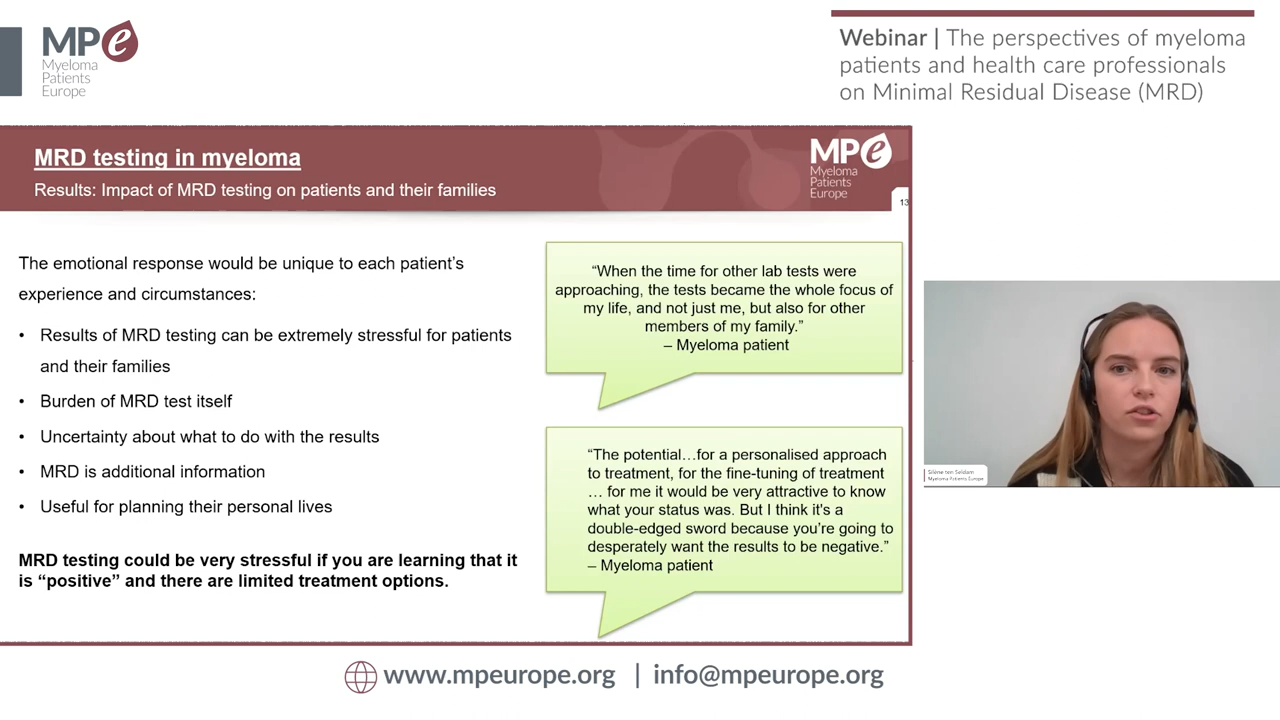 MPe
Myeloma
Patients
Europe
Webinar | The perspectives of myeloma
patients and health care professionals
on Minimal Residual Disease (MRD)
MRD testing in myeloma
Results: Impact of MRD testing on patients and their families
MPe
Myeloma
Patients
Europe
13
The emotional response would be unique to each patient’s
experience and circumstances:
• Results of MRD testing can be extremely stressful for patients
and their families
• Burden of MRD test itself
• Uncertainty about what to do with the results
• MRD is additional information
• Useful for planning their personal lives
MRD testing could be very stressful if you are learning that it
is “positive” and there are limited treatment options.
“When the time for other lab tests were
approaching, the tests became the whole focus of
my life, and not just me, but also for other
members of my family.”
– Myeloma patient
“The potential…for a personalised approach
to treatment, for the fine-tuning of treatment
… for me it would be very attractive to know
what your status was. But I think it's a
double-edged sword because you’re going to
desperately want the results to be negative.”
– Myeloma patient
Silène ten Seldam
Myeloma Patients Europe
www.mpeurope.org | info@mpeurope.org